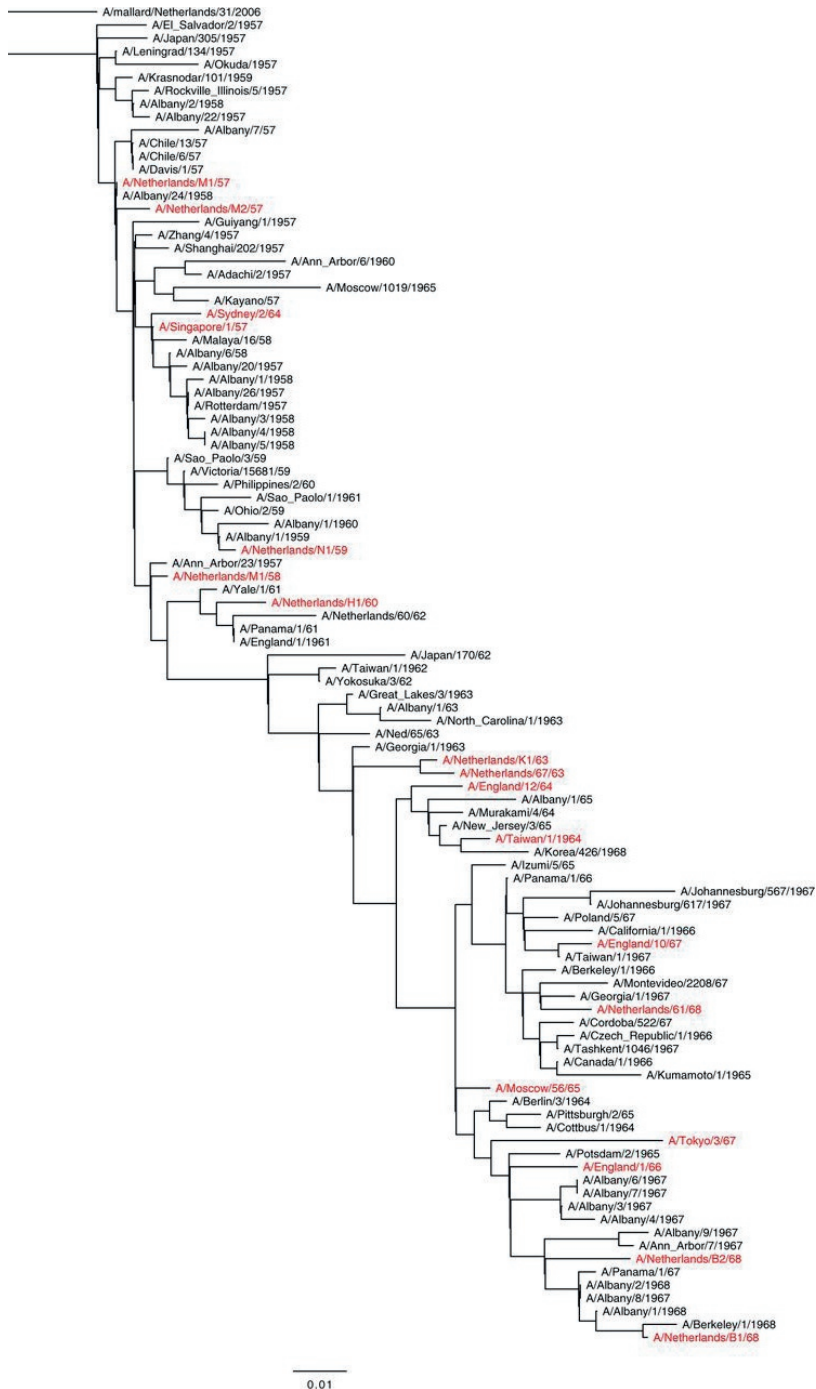 A/mallard/Netherlands/31/2006
A/El_Salvador/2/1957
A/Japan/305/1957
A/Leningrad/134/1957
A/Okuda/1957
A/Krasnodar/101/1959
A/Rockville_Illinois/5/1957
A/Albany/2/1958
A/Albany/22/1957
A/Albany/7/57
A/Chile/13/57
A/Chile/6/57
A/Davis/1/57
A/Netherlands/M1/57
A/Albany/24/1958
A/Netherlands/M2/57
A/Guiyang/1/1957
A/Zhang/4/1957
A/Shanghai/202/1957
A/Ann_Arbor/6/1960
A/Adachi/2/1957
A/Moscow/1019/1965
A/Kayano/57
A/Sydney/2/64
A/Singapore/1/57
A/Malaya/16/58
A/Albany/6/58
A/Albany/20/1957
A/Albany/1/1958
A/Albany/26/1957
A/Rotterdam/1957
A/Albany/3/1958
A/Albany/4/1958
A/Albany/5/1958
A/Sao_Paolo/3/59
A/Victoria/15681/59
A/Philippines/2/60
A/Sao_Paolo/1/1961
A/Ohio/2/59
A/Albany/1/1960
A/Albany/1/1959
A/Netherlands/N1/59
A/Ann_Arbor/23/1957
A/Netherlands/M1/58
A/Yale/1/61
A/Netherlands/H1/60
A/Netherlands/60/62
A/Panama/1/61
A/England/1/1961
A/Japan/170/62
A/Taiwan/1/1962
A/Yokosuka/3/62
A/Great_Lakes/3/1963
A/Albany/1/63
A/North_Carolina/1/1963
A/Ned/65/63
A/Georgia/1/1963
A/Netherlands/K1/63
A/Netherlands/67/63
A/England/12/64
A/Albany/1/65
A/Murakami/4/64
A/New_Jersey/3/65
A/Taiwan/1/1964
A/Korea/426/1968
A/Izumi/5/65
A/Panama/1/66
A/Johannesburg/567/1967
A/Johannesburg/617/1967
A/Poland/5/67
A/California/1/1966
A/England/10/67
A/Taiwan/1/1967
A/Berkeley/1/1966
A/Montevideo/2208/67
A/Georgia/1/1967
A/Netherlands/61/68
A/Cordoba/522/67
A/Czech_Republic/1/1966
A/Tashkent/1046/1967
A/Canada/1/1966
A/Kumamoto/1/1965
A/Moscow/56/65
A/Berlin/3/1964
A/Pittsburgh/2/65
A/Cottbus/1/1964
A/Tokyo/3/67
A/Potsdam/2/1965
A/England/1/66
A/Albany/6/1967
A/Albany/7/1967
A/Albany/3/1967
A/Albany/4/1967
A/Albany/9/1967
A/Ann_Arbor/7/1967
A/Netherlands/B2/68
A/Panama/1/67
A/Albany/2/1968
A/Albany/8/1967
A/Albany/1/1968
A/Berkeley/1/1968
A/Netherlands/B1/68
0.01